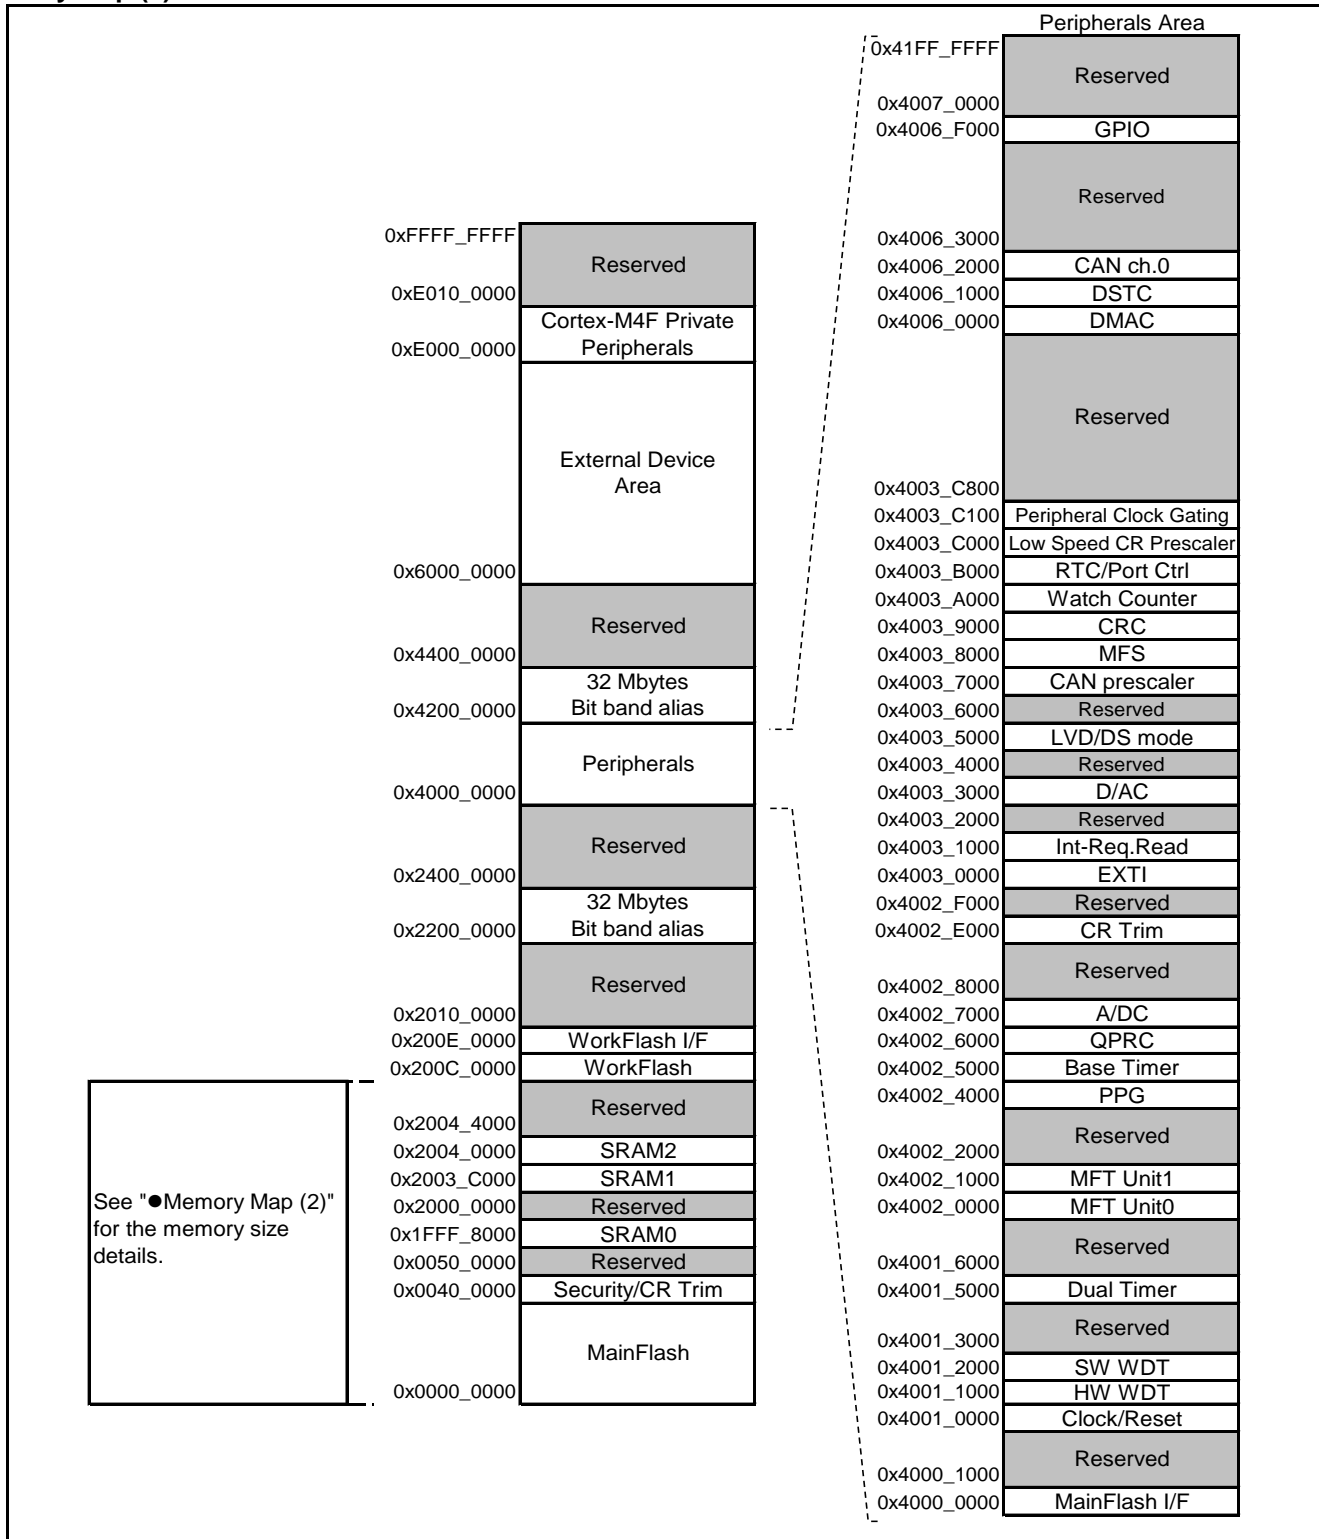 Peripherals Area
0x41FF_FFFF
Reserved
0x4007_0000
0x4006_F000 GPIO
Reserved
0x4006_3000
0x4006_2000 CAN ch.0
0x4006_1000 DSTC
0x4006_0000 DMAC
Reserved
0x4003_C800
0x4003_C100 Peripheral Clock Gating
0x4003_C000 Low Speed CR Prescaler
0x4003_B000 RTC/Port Ctrl
0x4003_A000 Watch Counter
0x4003_9000 CRC
0x4003_8000 MFS
0x4003_7000 CAN prescaler
0x4003_6000 Reserved
0x4003_5000 LVD/DS mode
0x4003_4000 Reserved
0x4003_3000 D/AC
0x4003_2000 Reserved
0x4003_1000 Int-Req.Read
0x4003_0000 EXTI
0x4002_F000 Reserved
0x4002_E000 CR Trim
Reserved
0x4002_8000
0x4002_7000 A/DC
0x4002_6000 QPRC
0x4002_5000 Base Timer
0x4002_4000 PPG
Reserved
0x4002_2000
0x4002_1000 MFT Unit1
0x4002_0000 MFT Unit0
Reserved
0x4001_6000
0x4001_5000 Dual Timer
Reserved
0x4001_3000
0x4001_2000 SW WDT
0x4001_1000 HW WDT
0x4001_0000 Clock/Reset
Reserved
0x4000_1000
0x4000_0000 MainFlash I/F
0xFFFF_FFFF
Reserved
0xE010_0000
Cortex-M4F Private
0xE000_0000 Peripherals
External Device
Area
0x6000_0000
Reserved
0x4400_0000
32 Mbytes
0x4200_0000 Bit band alias
Peripherals
0x4000_0000
Reserved
0x2400_0000
32 Mbytes
0x2200_0000 Bit band alias
Reserved
0x2010_0000
0x200E_0000 WorkFlash I/F
0x200C_0000 WorkFlash
Reserved
0x2004_4000
0x2004_0000 SRAM2
0x2003_C000 SRAM1
0x2000_0000 Reserved
0x1FFF_8000 SRAM0
0x0050_0000 Reserved
0x0040_0000 Security/CR Trim
MainFlash
0x0000_0000
See "●Memory Map (2)"
for the memory size
details.